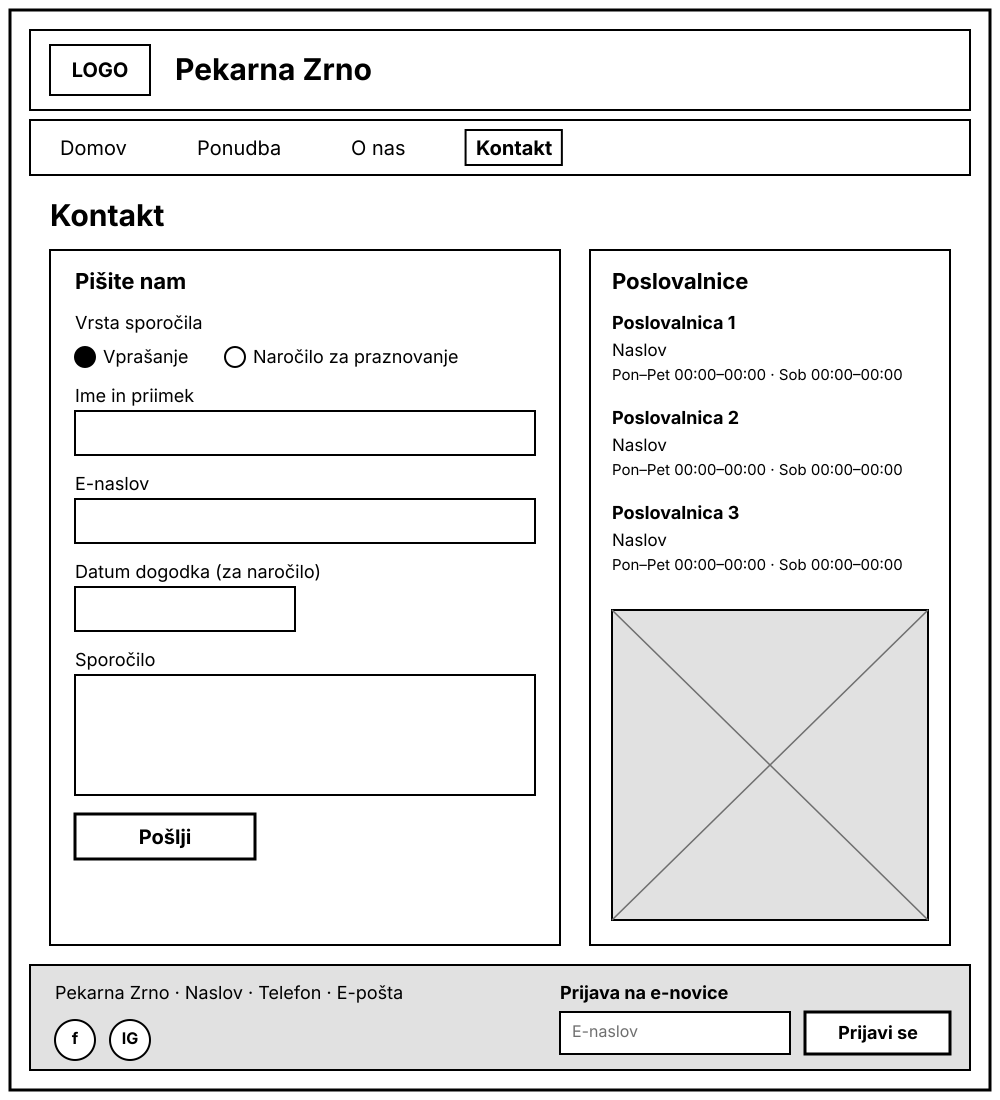 LOGO
Pekarna Zrno
Domov
Ponudba
O nas
Kontakt
Kontakt
Pišite nam
Vrsta sporočila
Vprašanje
Naročilo za praznovanje
Ime in priimek
E-naslov
Datum dogodka (za naročilo)
Sporočilo
Pošlji
Poslovalnice
Poslovalnica 1
Naslov
Pon–Pet 00:00–00:00 · Sob 00:00–00:00
Poslovalnica 2
Naslov
Pon–Pet 00:00–00:00 · Sob 00:00–00:00
Poslovalnica 3
Naslov
Pon–Pet 00:00–00:00 · Sob 00:00–00:00
Pekarna Zrno · Naslov · Telefon · E-pošta
f
IG
Prijava na e-novice
E-naslov
Prijavi se